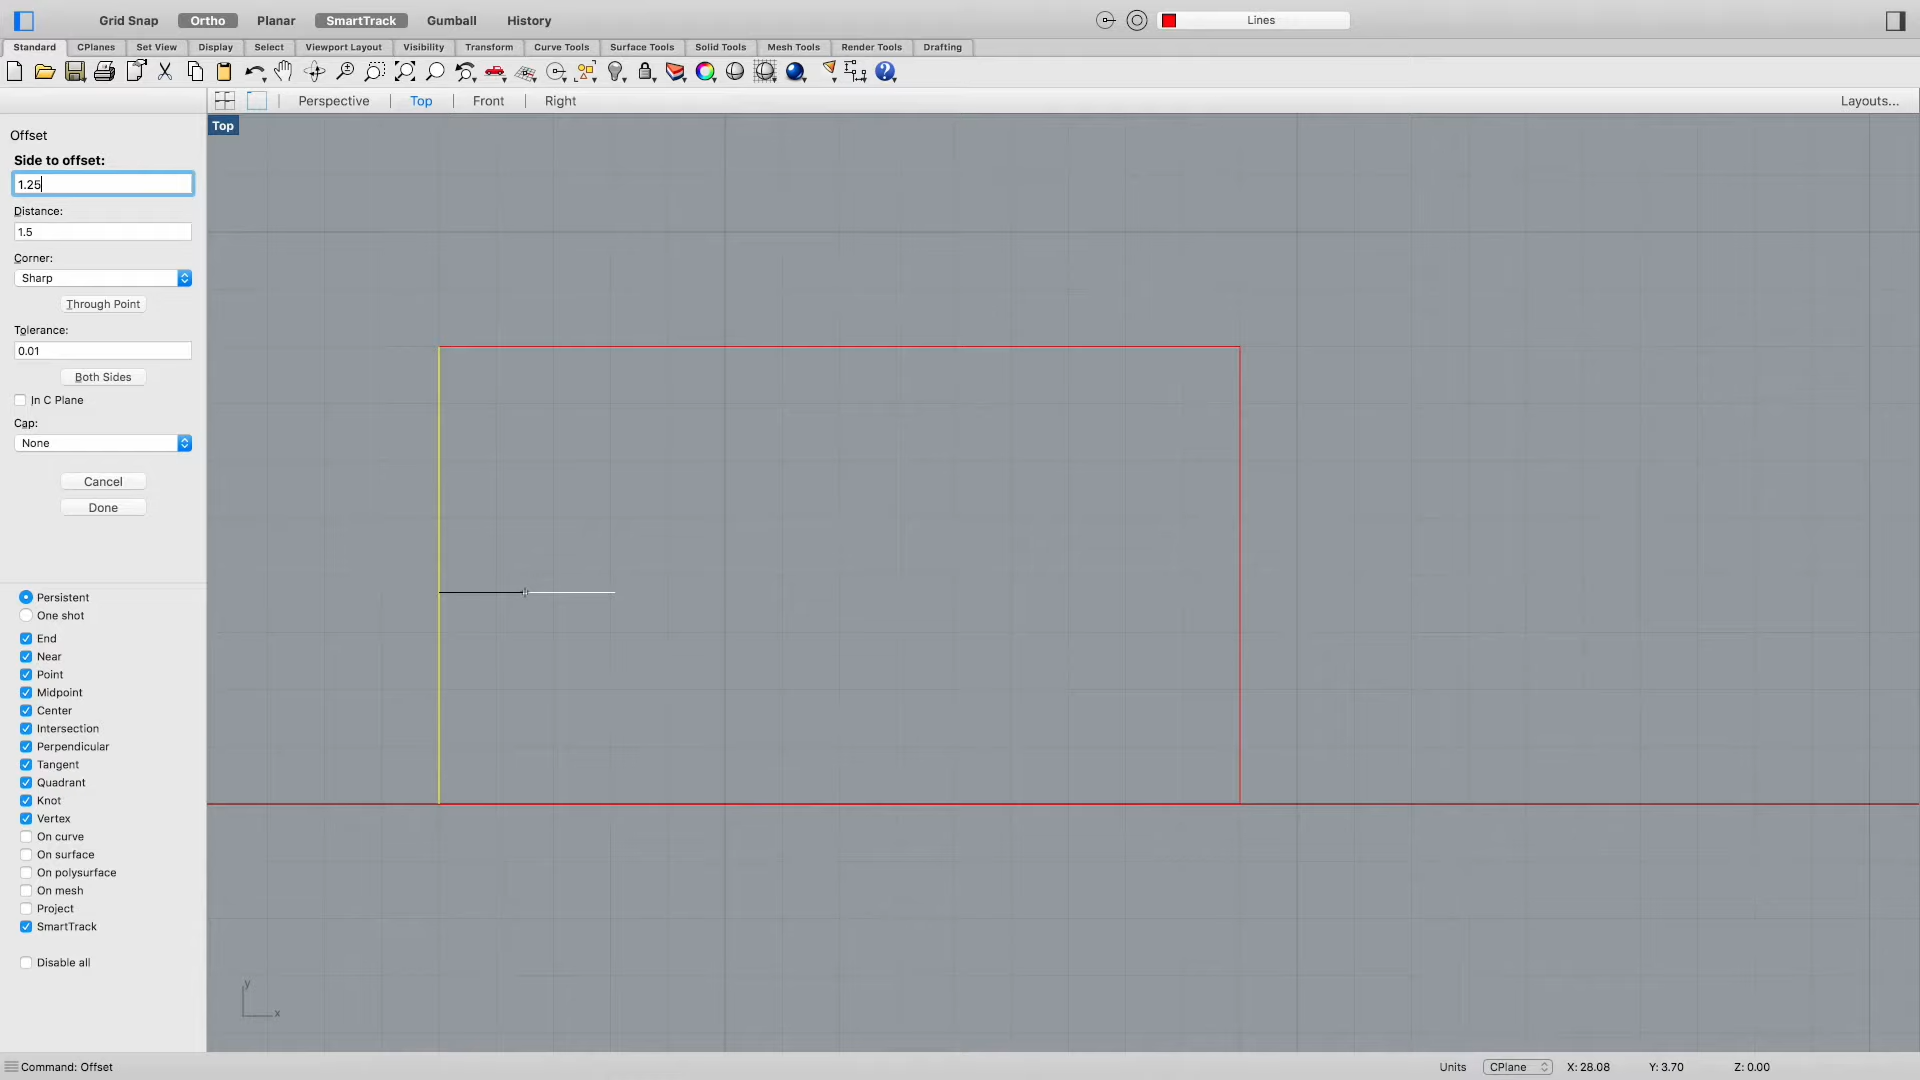 Grid Snap Ortho Planar SmartTrack Gumball History Lines
Standard CPlanes Set View Display Select Viewport Layout Visibility Transform Curve Tools Surface Tools Solid Tools Mesh Tools Render Tools Drafting
Perspective Top Front Right Layouts...
Top
Offset
Side to offset:
1.25
Distance:
1.5
Corner:
Sharp
Through Point
Tolerance:
0.01
Both Sides
In C Plane
Cap:
None
Cancel
Done
Persistent
One shot
End
Near
Point
Midpoint
Center
Intersection
Perpendicular
Tangent
Quadrant
Knot
Vertex
On curve
On surface
On polysurface
On mesh
Project
SmartTrack
Disable all
y
x
Command: Offset Units CPlane X: 28.08 Y: 3.70 Z: 0.00